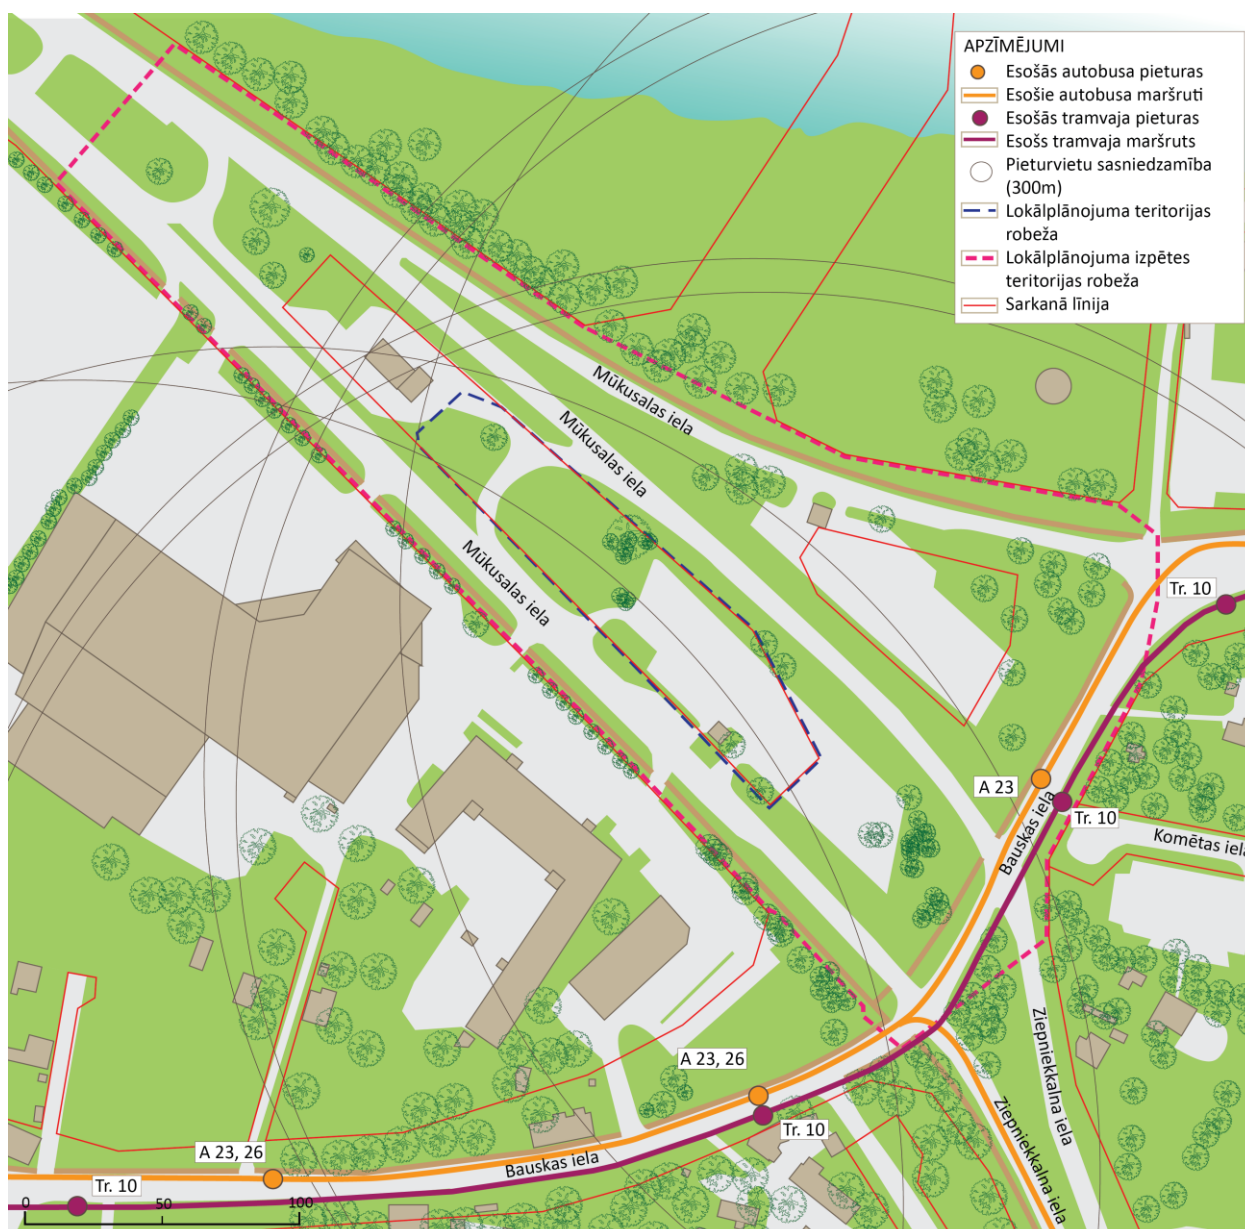 APZĪMĒJUMI
Esošās autobusa pieturas
Esošie autobusa maršruti
Esošās tramvaja pieturas
Esošs tramvaja maršruts
Pieturvietu sasniedzamība
(300m)
Lokālplānojuma teritorijas
robeža
Lokālplānojuma izpētes
teritorijas robeža
Sarkanā līnija
Mūkusalas iela
Mūkusalas iela
Mūkusalas iela
Tr. 10
A 23
Tr. 10
Bauskas iela
Komētas iela
A 23, 26
Tr. 10
Ziepniekkalna iela
Ziepniekkalna iela
A 23, 26
Bauskas iela
Tr. 10
0 50 100